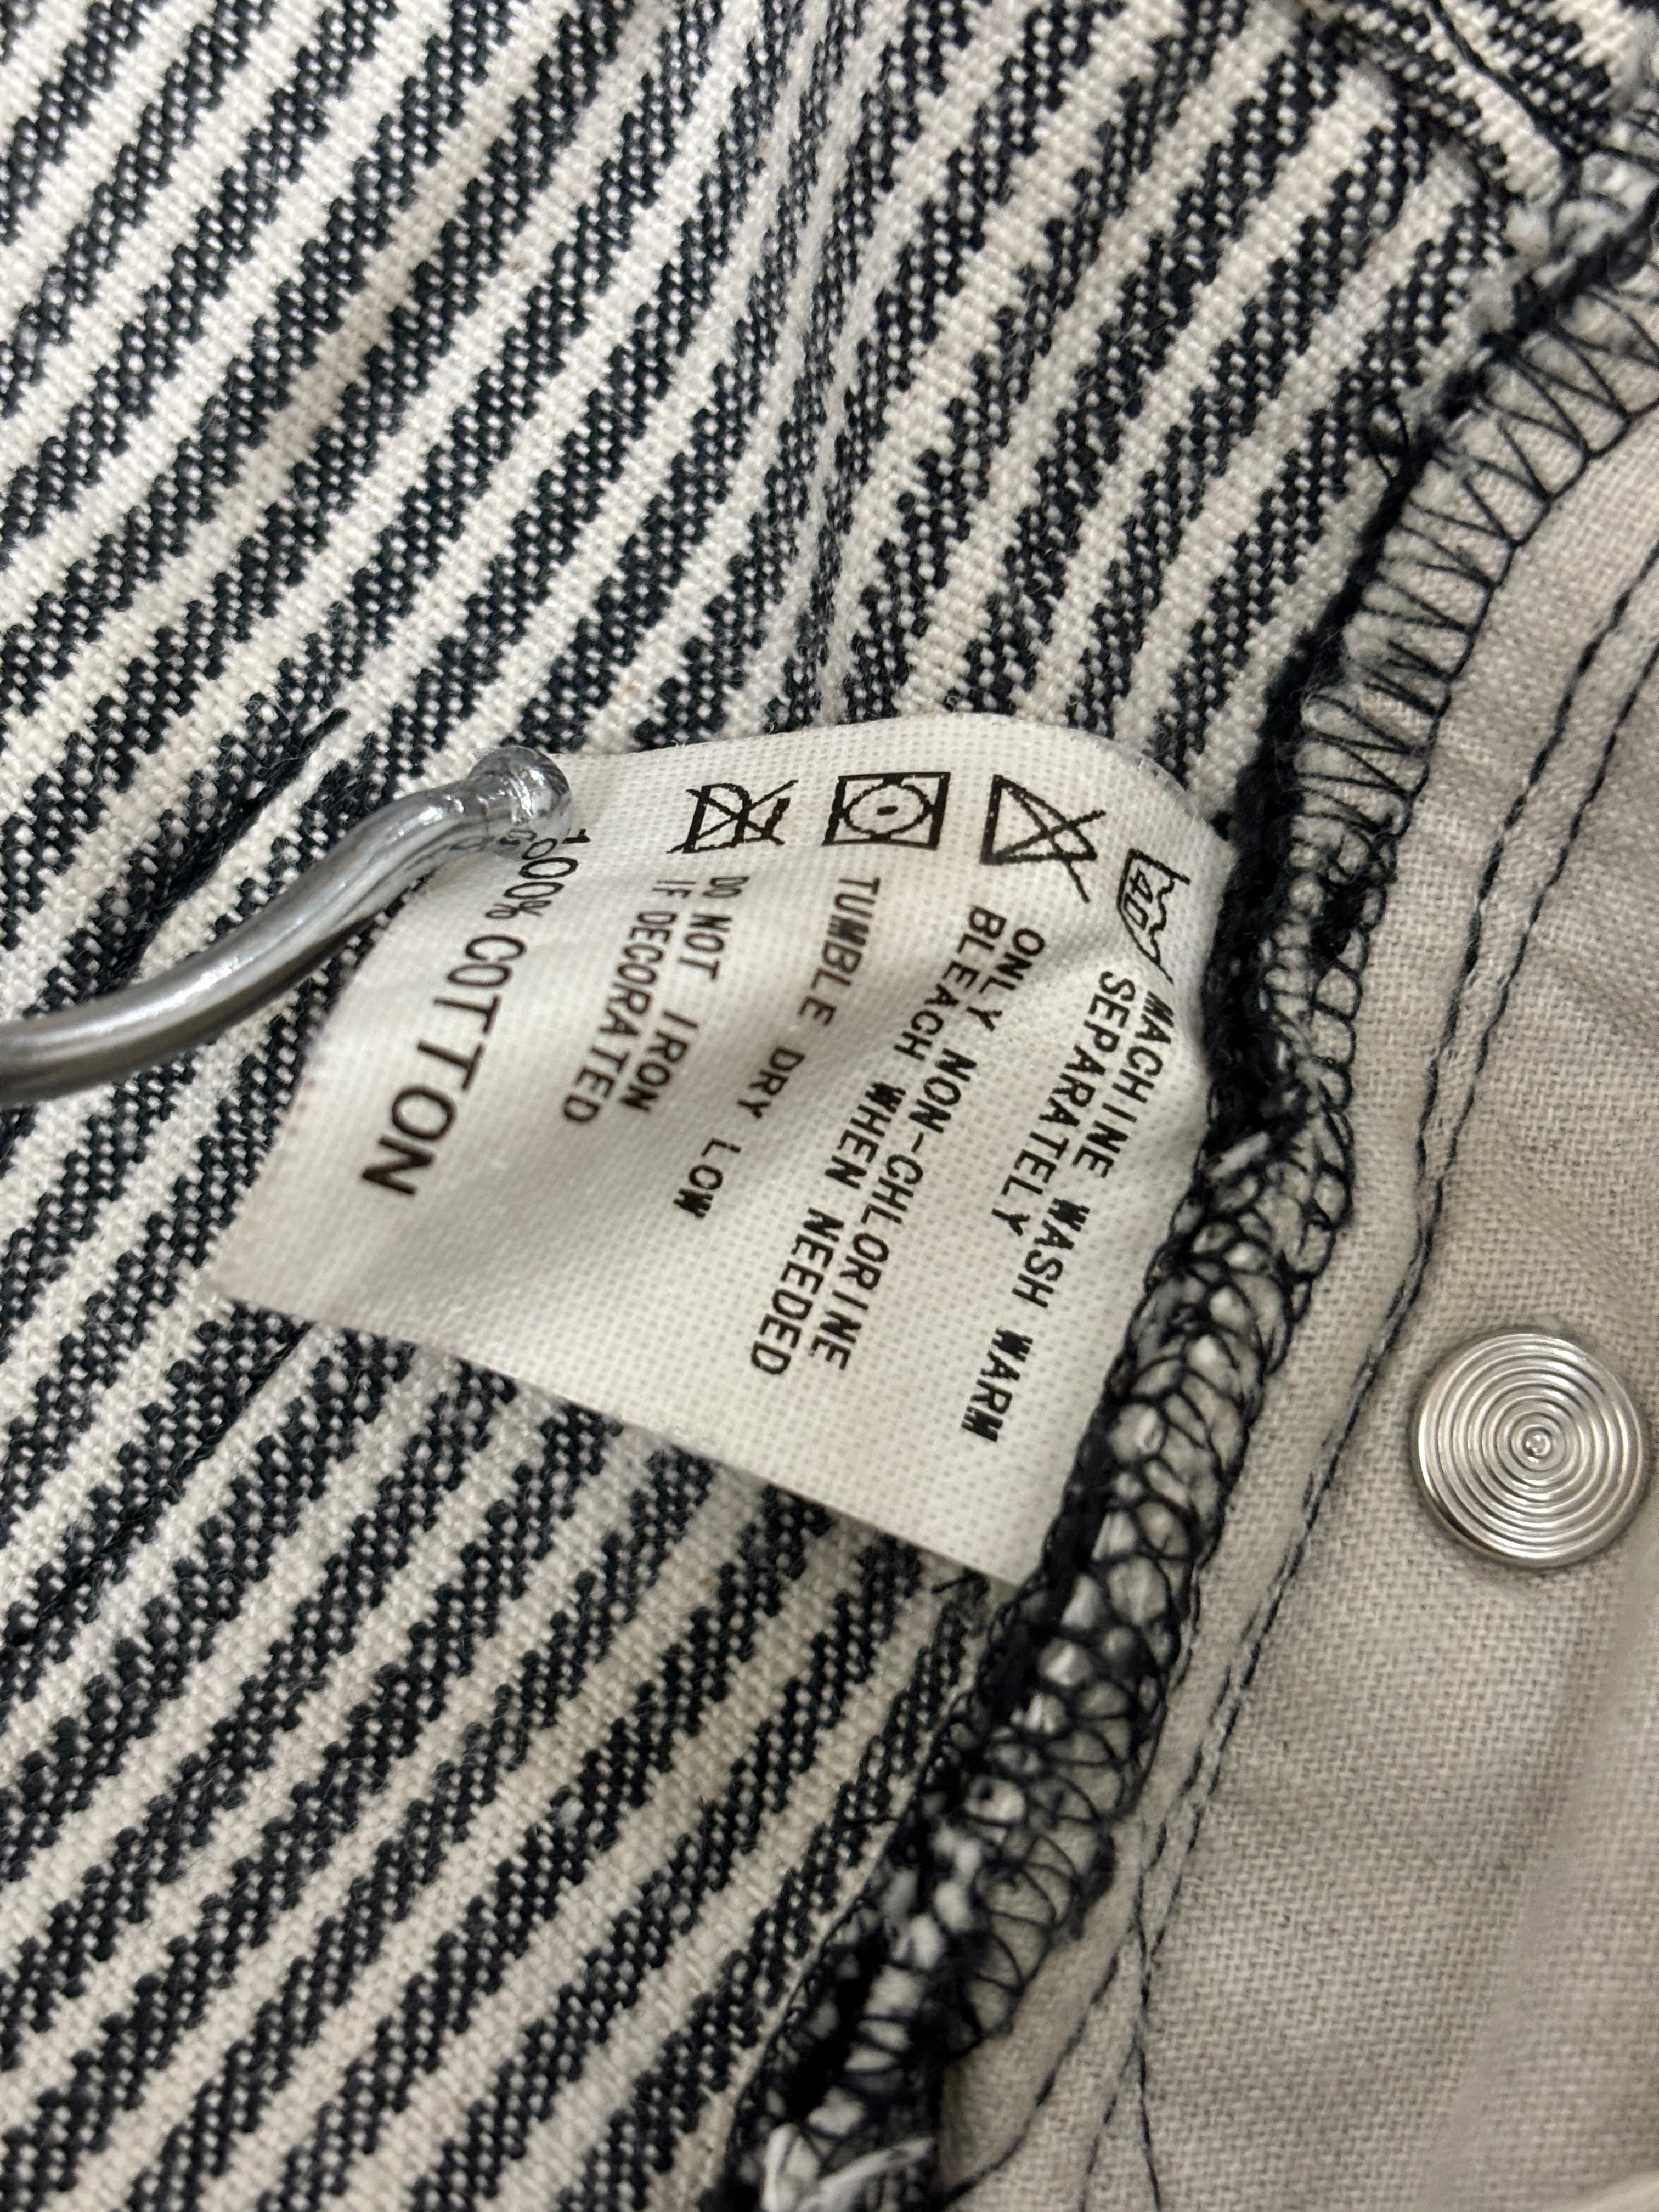 40
MACHINE WASH WARM
SEPARATELY
ONLY NON-CHLORINE
BLEACH WHEN NEEDED
TUMBLE DRY LOW
DO NOT IRON
IF DECORATED
100% COTTON